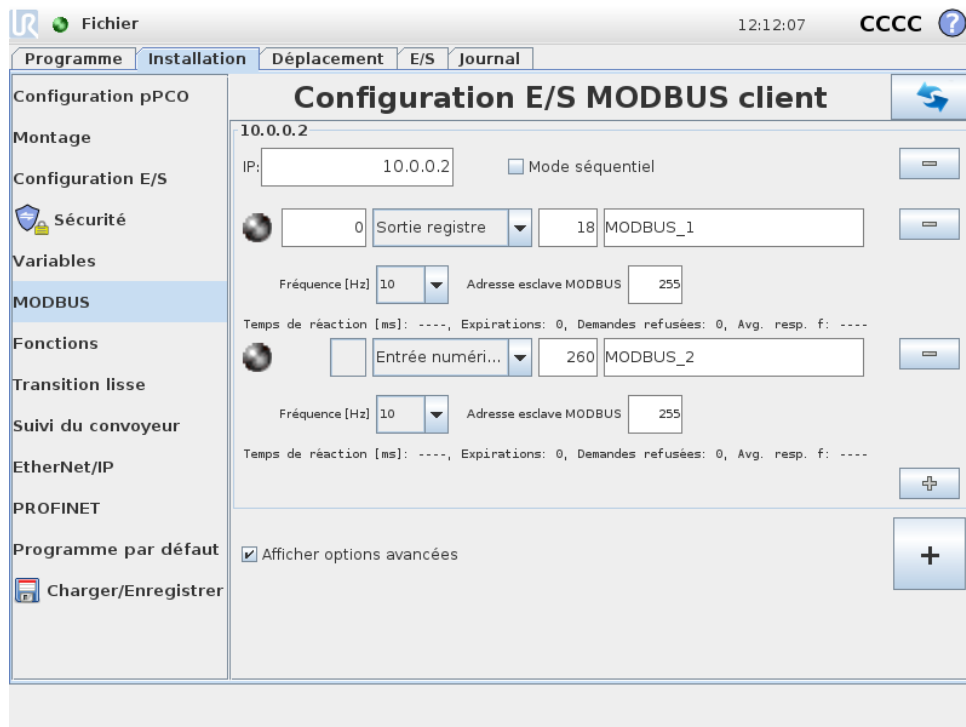 UR Fichier 12:12:07 CCCC ?
Programme Installation Déplacement E/S Journal
Configuration pPCO
Montage
Configuration E/S
Sécurité
Variables
MODBUS
Fonctions
Transition lisse
Suivi du convoyeur
EtherNet/IP
PROFINET
Programme par défaut
Charger/Enregistrer
Configuration E/S MODBUS client
10.0.0.2
IP: 10.0.0.2 Mode séquentiel
0 Sortie registre 18 MODBUS_1
Fréquence [Hz] 10 Adresse esclave MODBUS 255
Temps de réaction [ms]: ----, Expirations: 0, Demandes refusées: 0, Avg. resp. f: ----
Entrée numéri... 260 MODBUS_2
Fréquence [Hz] 10 Adresse esclave MODBUS 255
Temps de réaction [ms]: ----, Expirations: 0, Demandes refusées: 0, Avg. resp. f: ----
Afficher options avancées